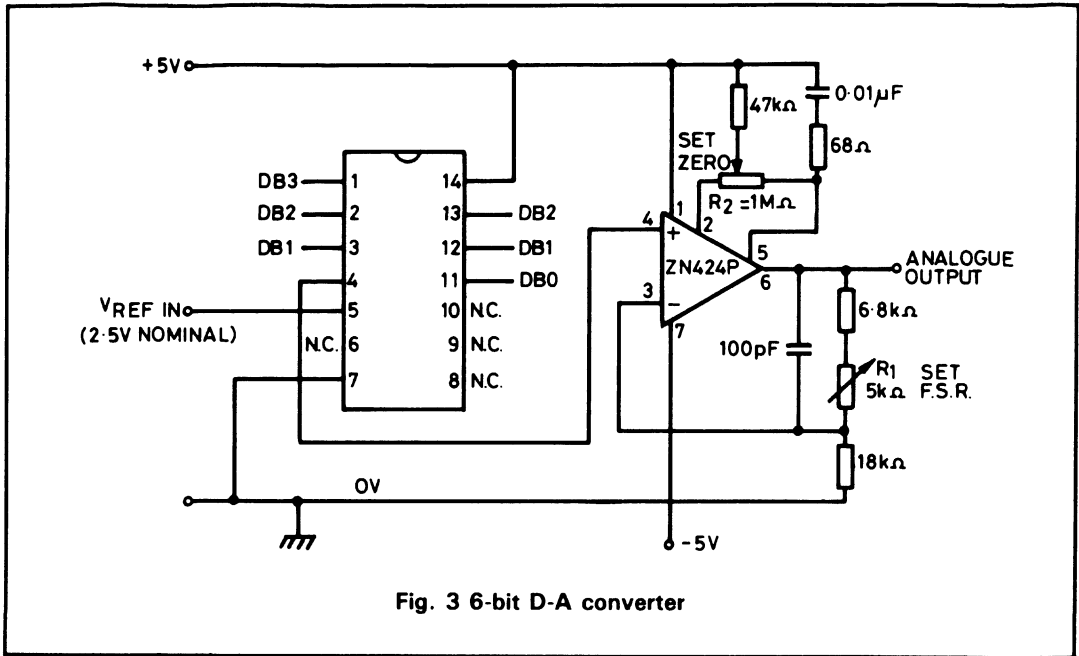 +5V
47kΩ
0·01µF
68Ω
SET
ZERO
R2 = 1MΩ
DB3
1
14
DB2
2
13
DB2
DB1
3
12
DB1
4
11
DB0
VREF IN
(2·5V NOMINAL)
5
10
N.C.
N.C.
6
9
N.C.
7
8
N.C.
4
+
1
2
5
ZN424P
6
3
−
7
ANALOGUE
OUTPUT
100pF
6·8kΩ
R1
5kΩ
SET
F.S.R.
18kΩ
0V
-5V
Fig. 3 6-bit D-A converter